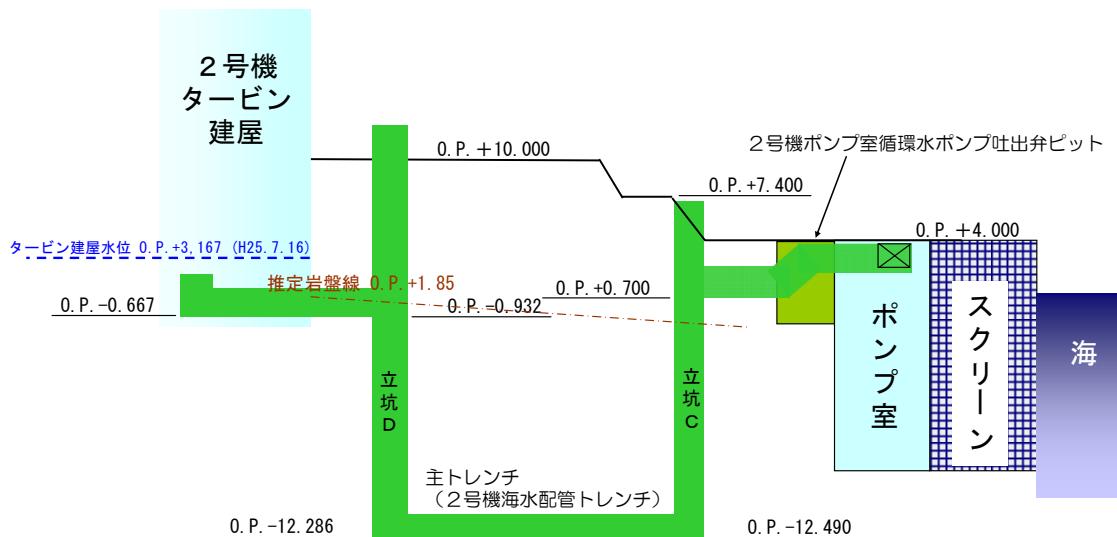 ２号機
タービン
建屋
O.P.＋10.000
２号機ポンプ室循環水ポンプ吐出弁ピット
O.P.+7.400
O.P.＋4.000
タービン建屋水位 O.P.+3,167 (H25.7.16)
推定岩盤線 O.P.+1.85
O.P.+0.700
O.P.-0.667
O.P.-0.932
ポンプ室
スクリーン
海
立坑Ｄ
立坑Ｃ
主トレンチ
（２号機海水配管トレンチ）
O.P.-12.286
O.P.-12.490